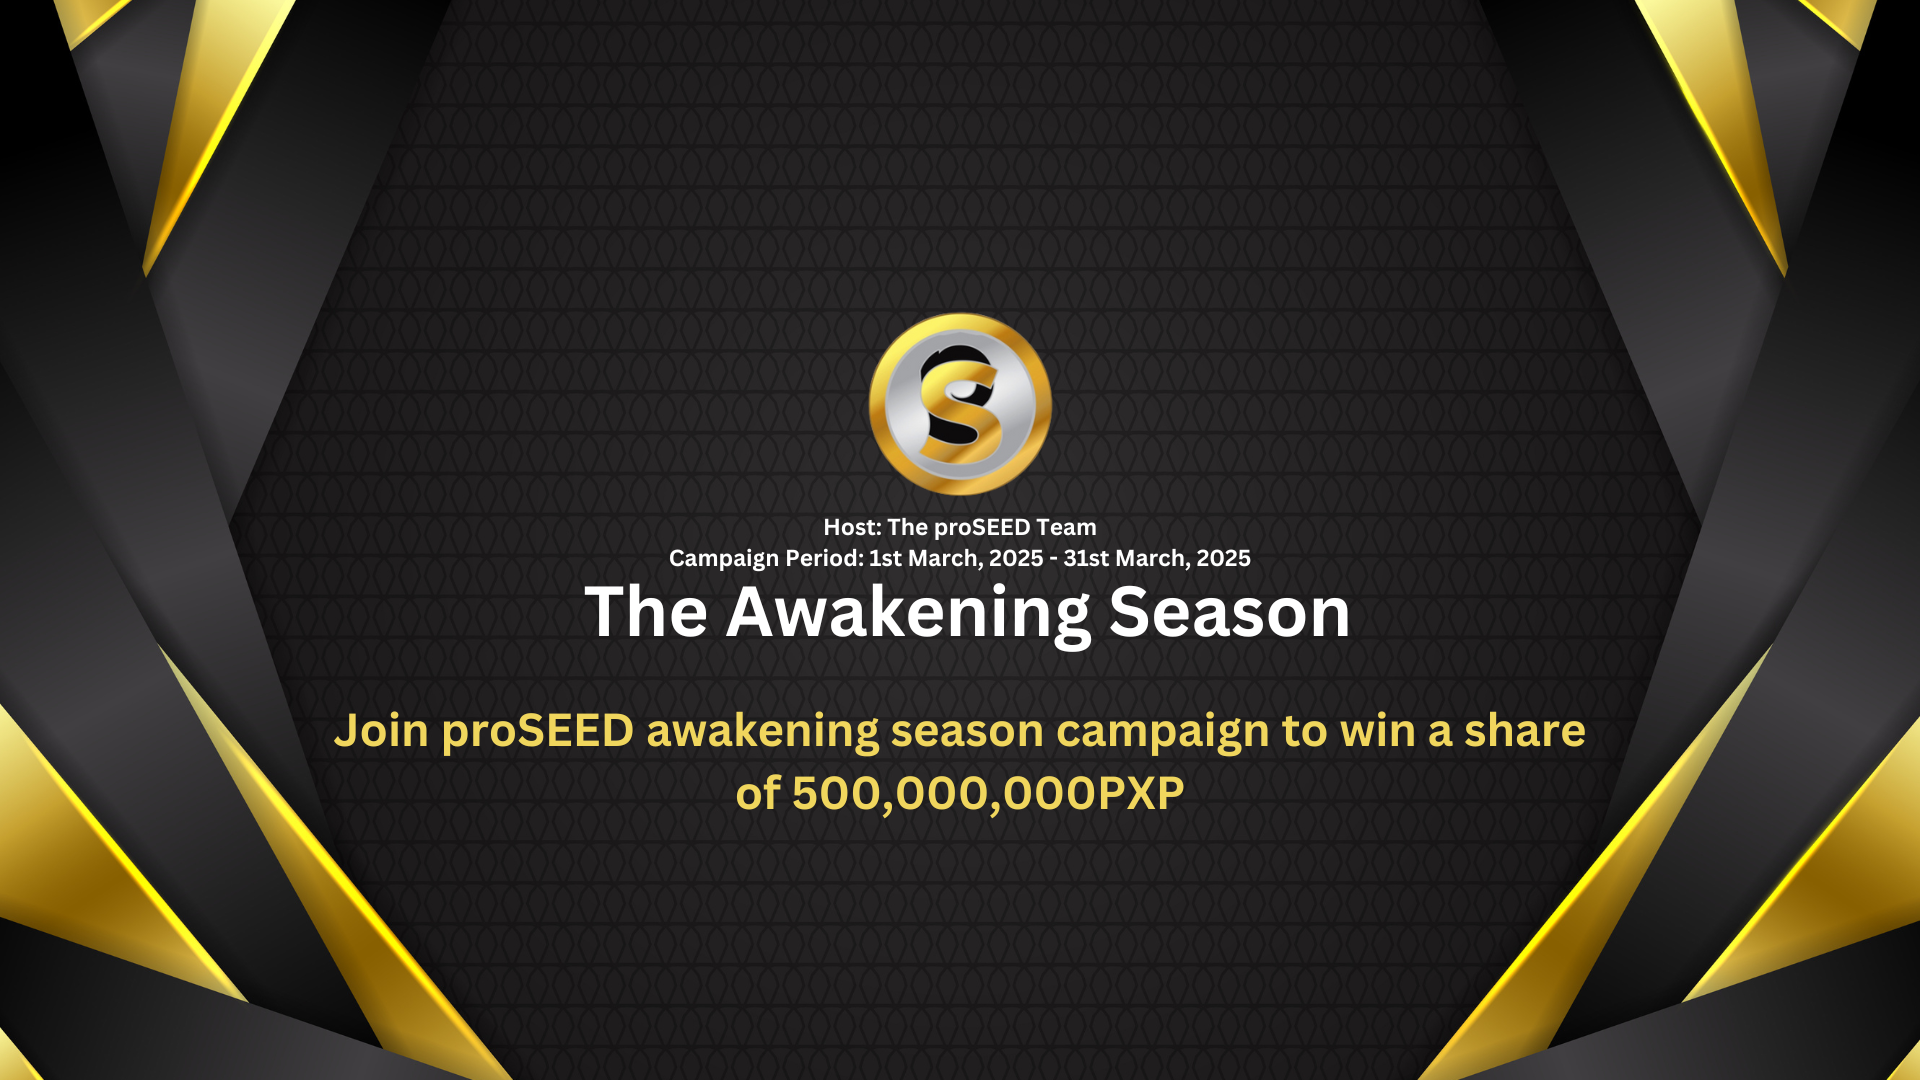 S
Host: The proSEED Team
Campaign Period: 1st March, 2025 - 31st March, 2025
The Awakening Season
Join proSEED awakening season campaign to win a share
of 500,000,000PXP